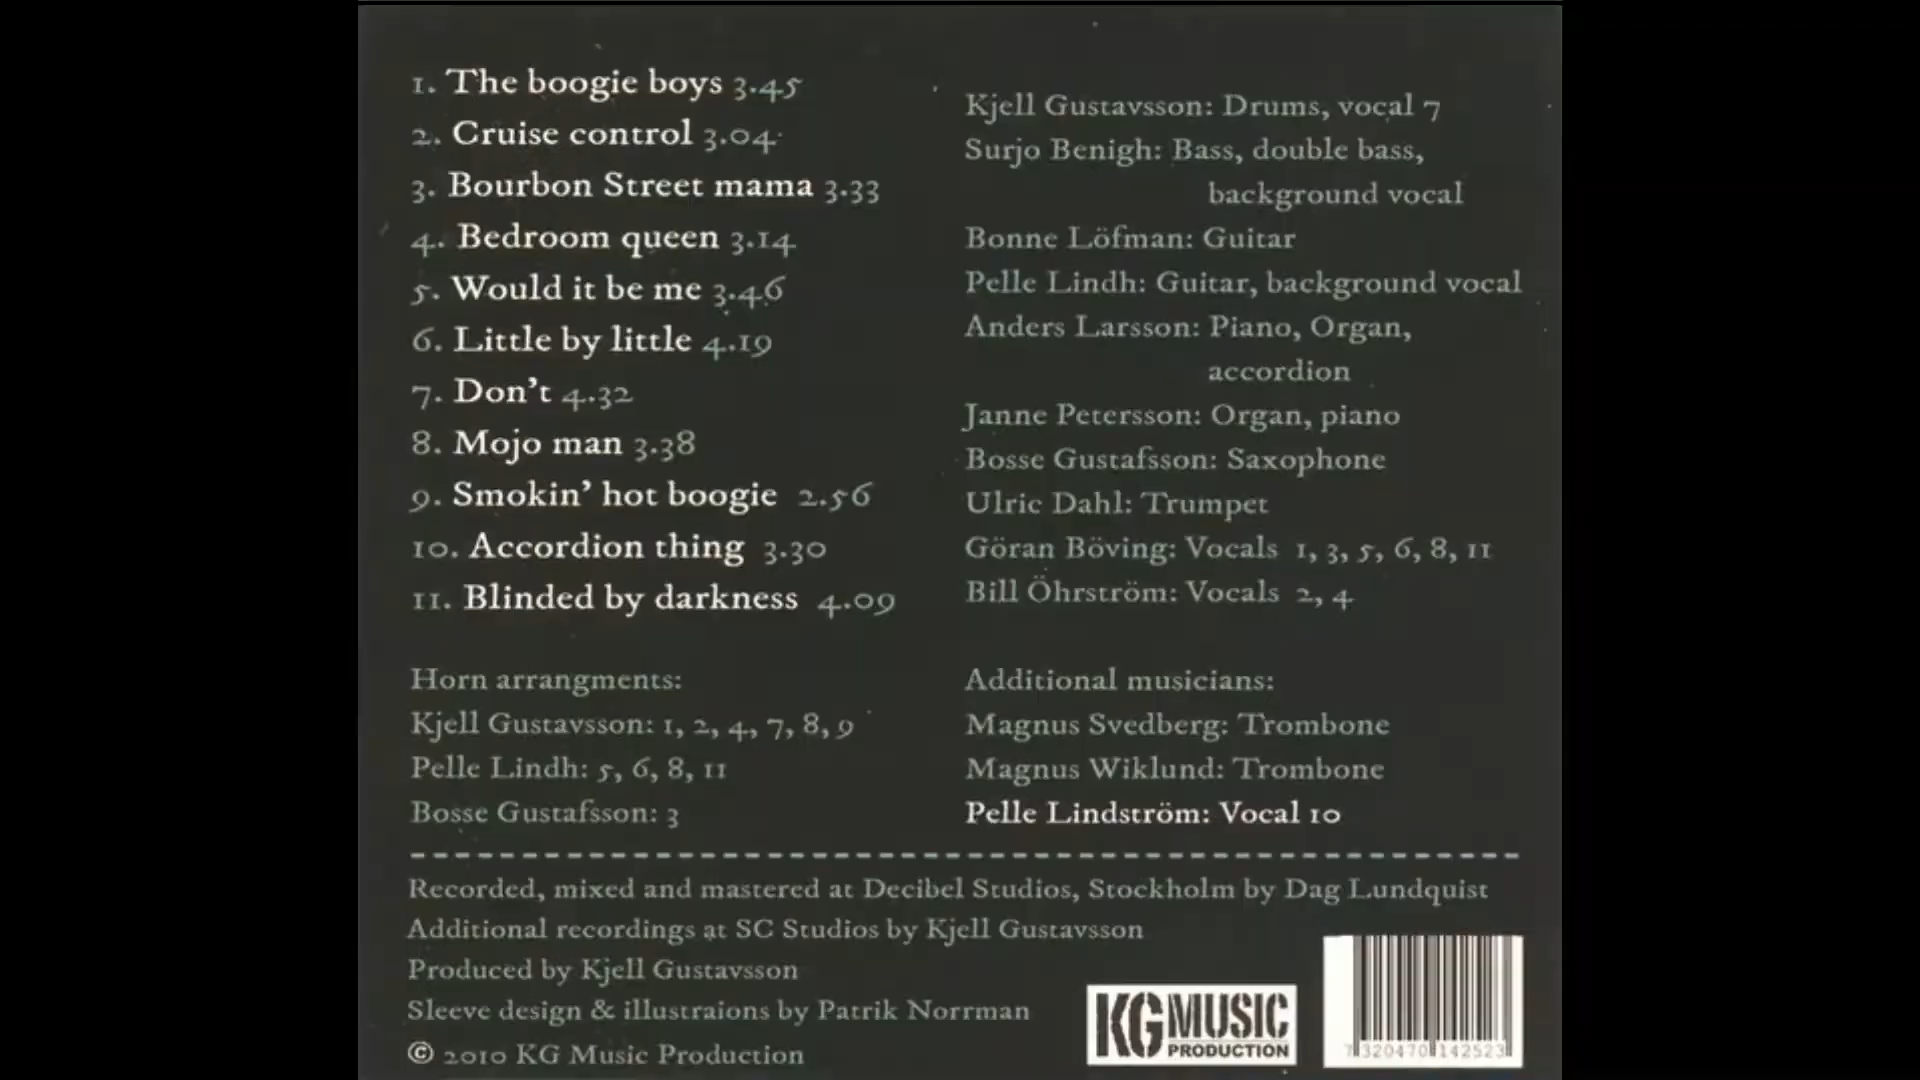 1. The boogie boys 3.45
2. Cruise control 3.04
3. Bourbon Street mama 3.33
4. Bedroom queen 3.14
5. Would it be me 3.46
6. Little by little 4.19
7. Don't 4.32
8. Mojo man 3.38
9. Smokin' hot boogie 2.56
10. Accordion thing 3.30
11. Blinded by darkness 4.09
Kjell Gustavsson: Drums, vocal 7
Surjo Benigh: Bass, double bass,
background vocal
Bonne Löfman: Guitar
Pelle Lindh: Guitar, background vocal
Anders Larsson: Piano, Organ,
accordion
Janne Petersson: Organ, piano
Bosse Gustafsson: Saxophone
Ulric Dahl: Trumpet
Göran Böving: Vocals 1, 3, 5, 6, 8, 11
Bill Öhrström: Vocals 2, 4
Horn arrangments:
Kjell Gustavsson: 1, 2, 4, 7, 8, 9
Pelle Lindh: 5, 6, 8, 11
Bosse Gustafsson: 3
Additional musicians:
Magnus Svedberg: Trombone
Magnus Wiklund: Trombone
Pelle Lindström: Vocal 10
Recorded, mixed and mastered at Decibel Studios, Stockholm by Dag Lundquist
Additional recordings at SC Studios by Kjell Gustavsson
Produced by Kjell Gustavsson
Sleeve design & illustraions by Patrik Norrman
© 2010 KG Music Production
KG MUSIC
PRODUCTION
7 320470 142523